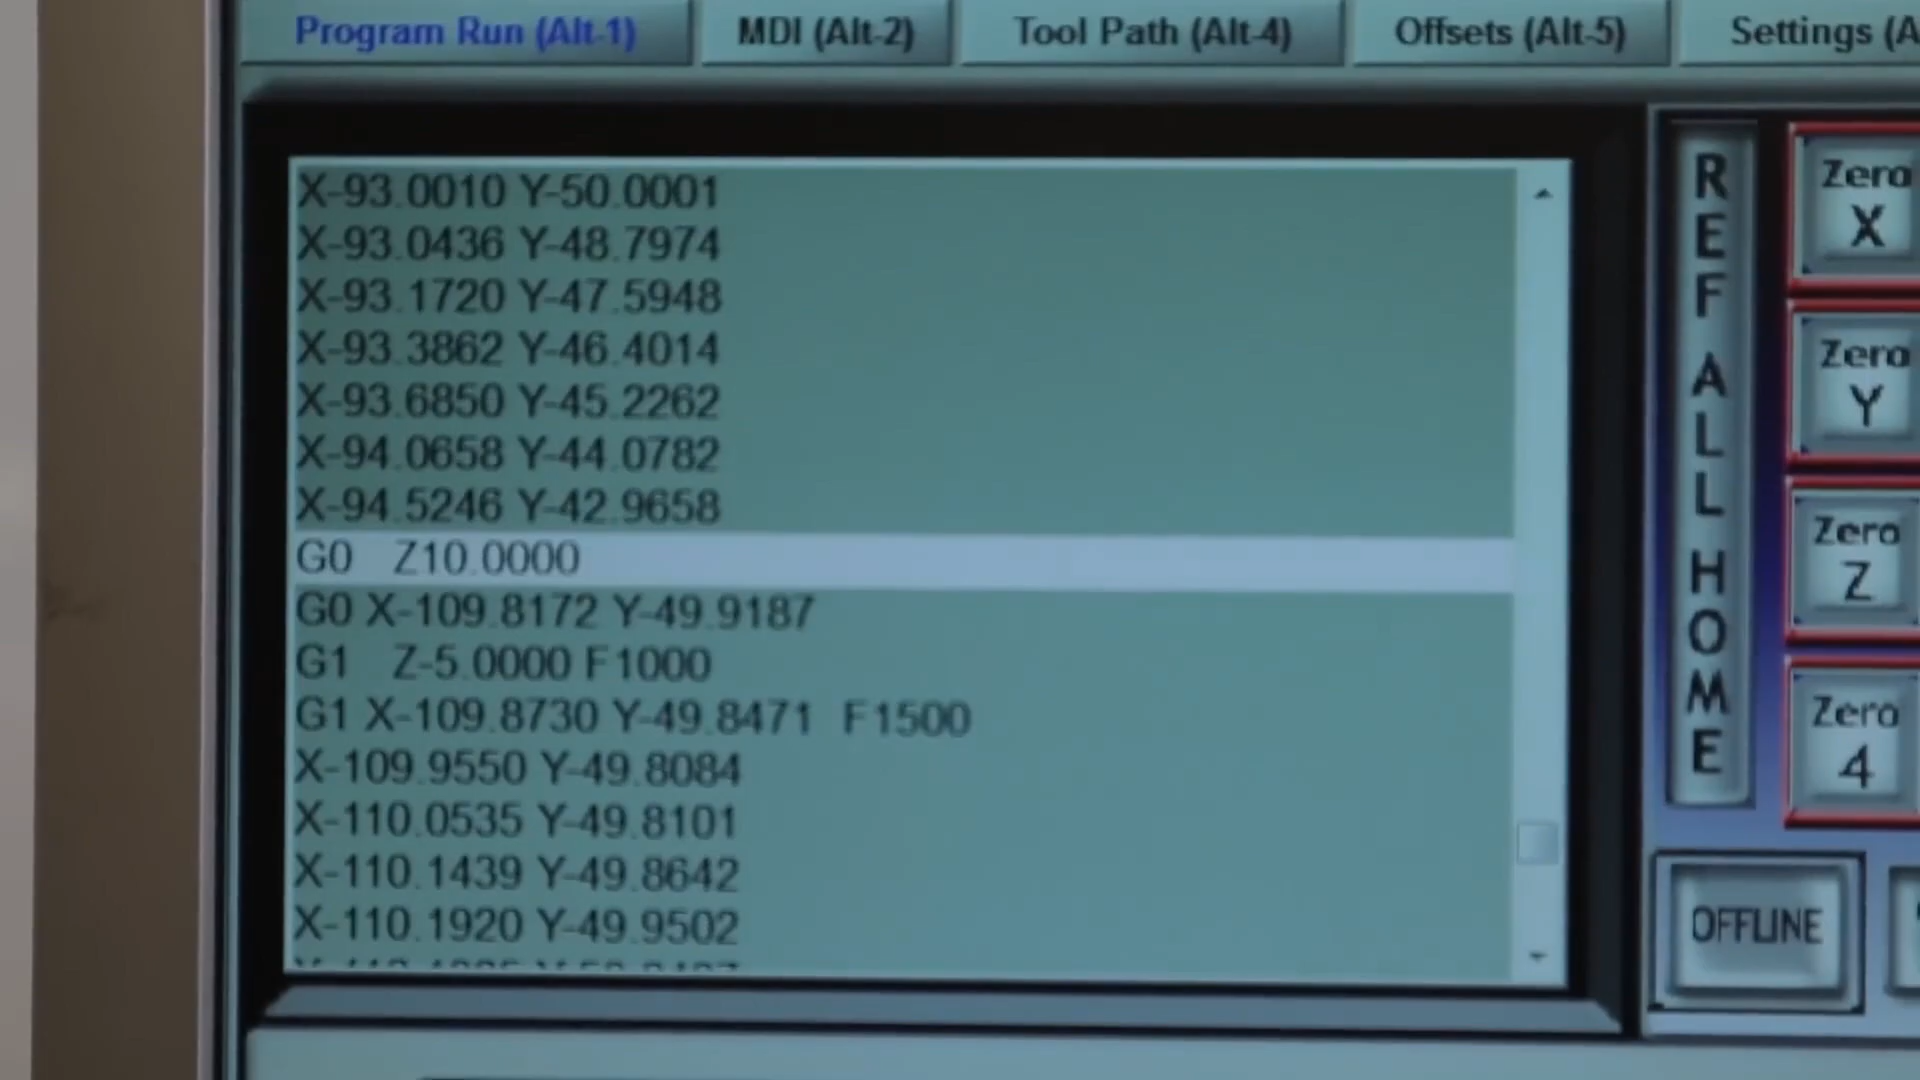 Program Run (Alt-1) MDI (Alt-2) Tool Path (Alt-4) Offsets (Alt-5) Settings (A
X-93.0010 Y-50.0001
X-93.0436 Y-48.7974
X-93.1720 Y-47.5948
X-93.3862 Y-46.4014
X-93.6850 Y-45.2262
X-94.0658 Y-44.0782
X-94.5246 Y-42.9658
G0 Z10.0000
G0 X-109.8172 Y-49.9187
G1 Z-5.0000 F1000
G1 X-109.8730 Y-49.8471 F1500
X-109.9550 Y-49.8084
X-110.0535 Y-49.8101
X-110.1439 Y-49.8642
X-110.1920 Y-49.9502
REF ALL HOME
Zero
X
Zero
Y
Zero
Z
Zero
4
OFFLINE